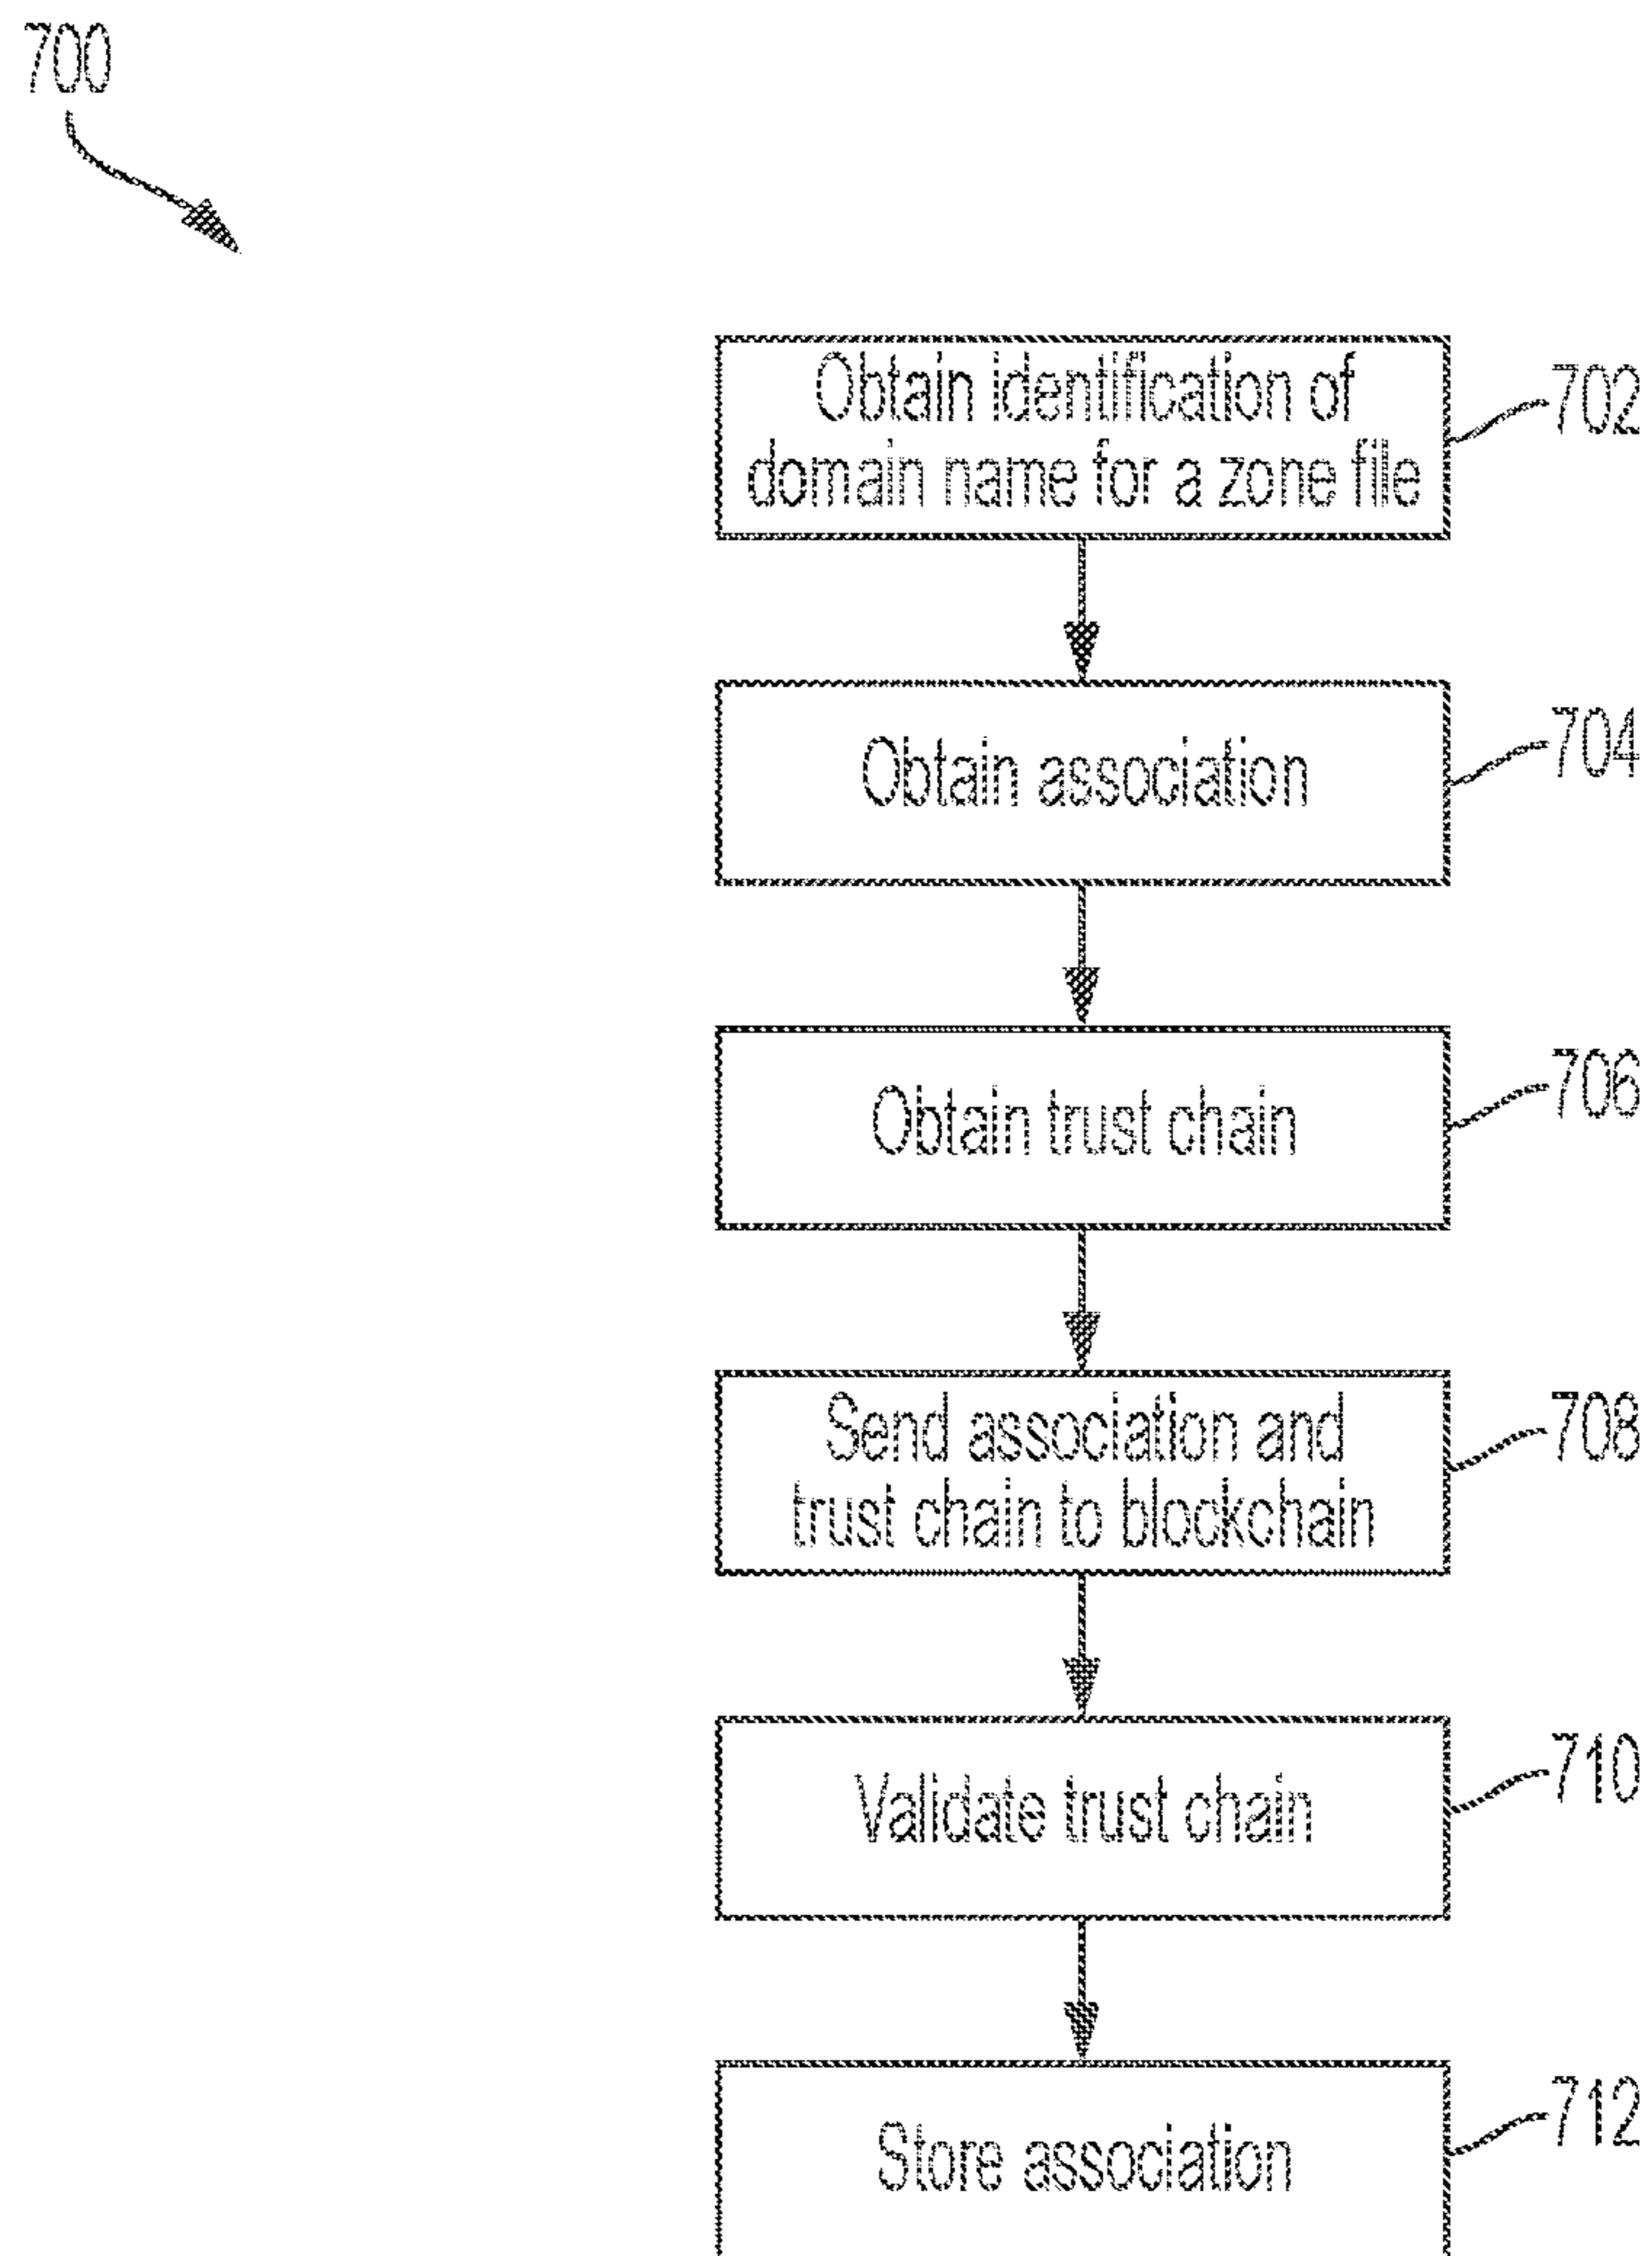 700
Obtain identification of
domain name for a zone file
702
Obtain association
704
Obtain trust chain
706
Send association and
trust chain to blockchain
708
Validate trust chain
710
Store association
712